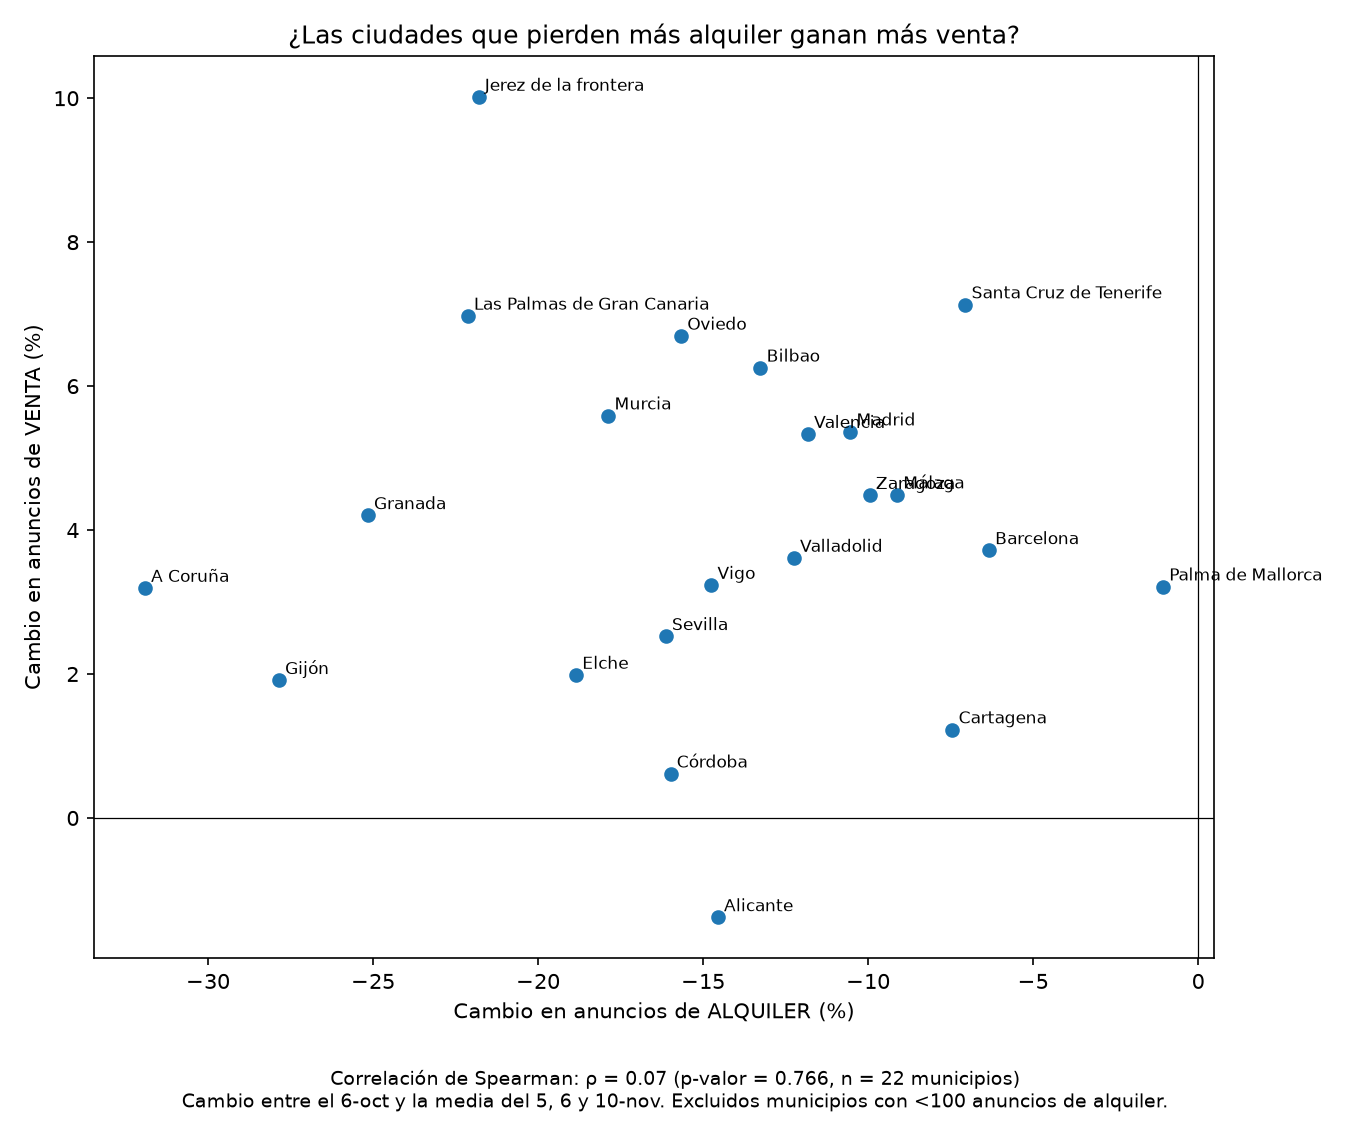 ¿Las ciudades que pierden más alquiler ganan más venta?
10
Jerez de la frontera
8
Santa Cruz de Tenerife
Las Palmas de Gran Canaria
Oviedo
Bilbao
6
Murcia
Madrid
Valencia
Zaragoza
Málaga
Granada
4
Barcelona
Valladolid
Vigo
Palma de Mallorca
A Coruña
Sevilla
Elche
Gijón
2
Cartagena
Córdoba
0
Alicante
Cambio en anuncios de VENTA (%)
−30 −25 −20 −15 −10 −5 0
Cambio en anuncios de ALQUILER (%)
Correlación de Spearman: ρ = 0.07 (p-valor = 0.766, n = 22 municipios)
Cambio entre el 6-oct y la media del 5, 6 y 10-nov. Excluidos municipios con <100 anuncios de alquiler.